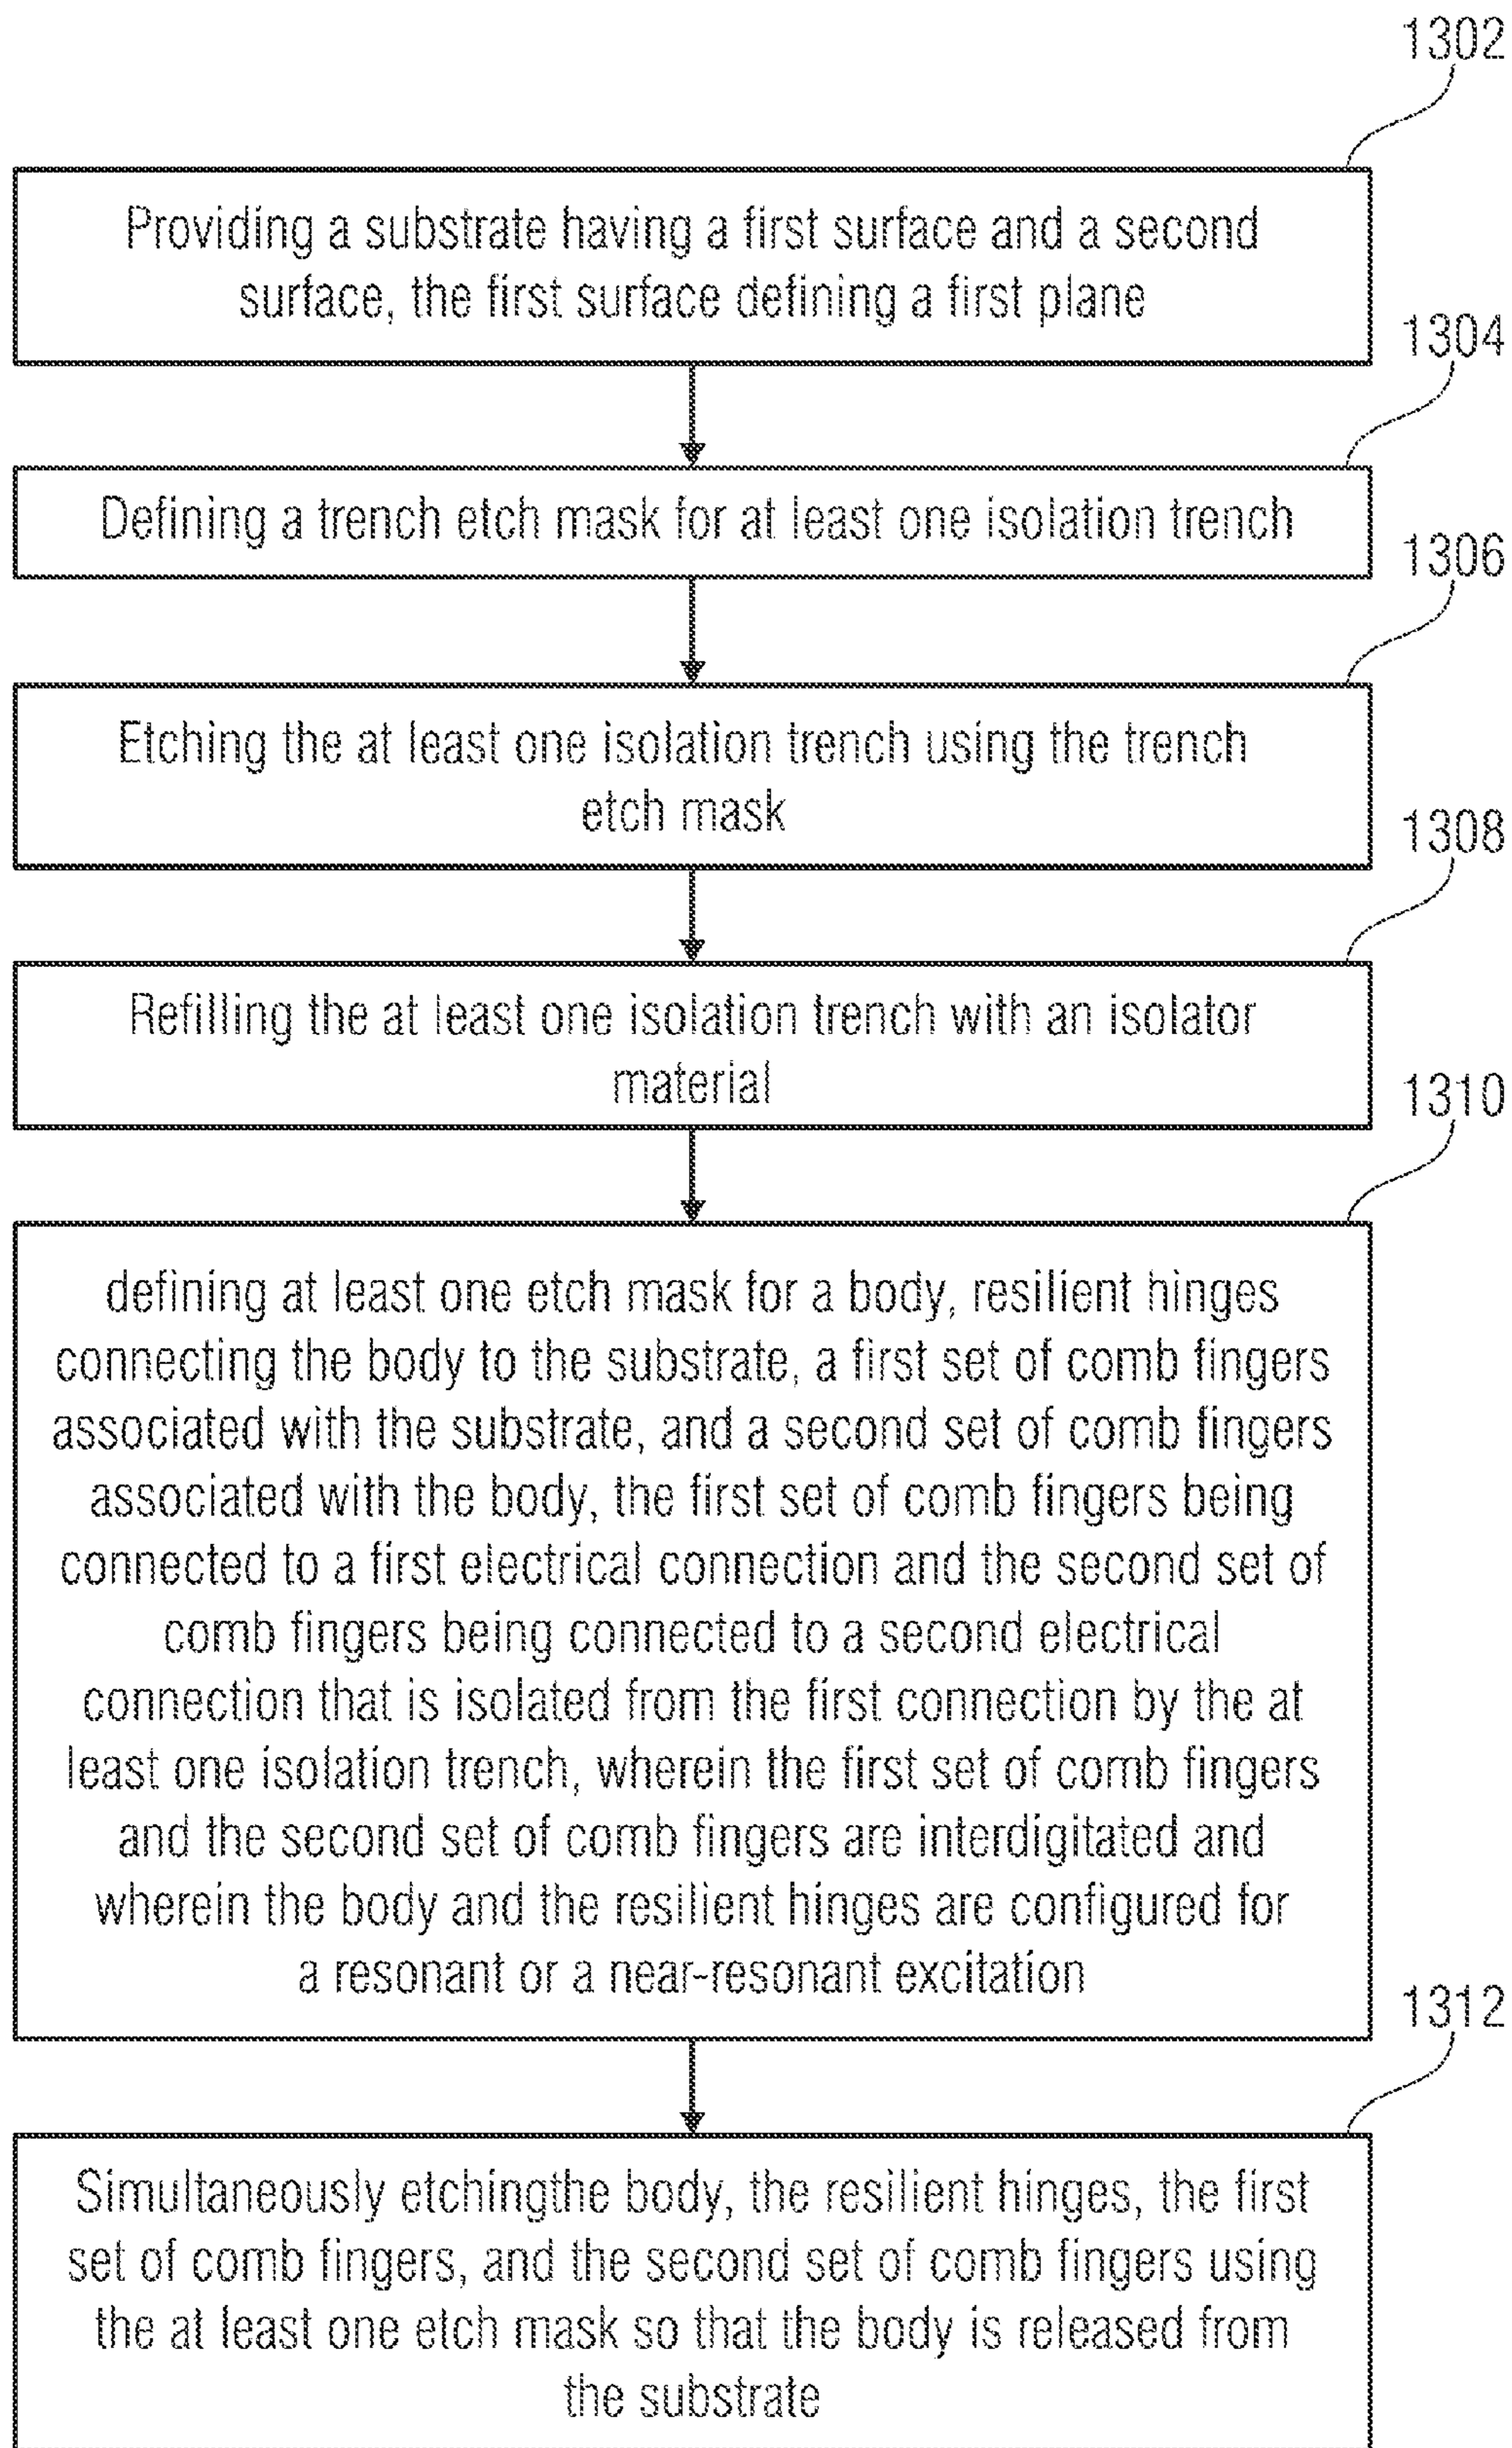 1302
Providing a substrate having a first surface and a second
surface, the first surface defining a first plane
1304
Defining a trench etch mask for at least one isolation trench
1306
Etching the at least one isolation trench using the trench
etch mask
1308
Refilling the at least one isolation trench with an isolator
material
1310
defining at least one etch mask for a body, resilient hinges
connecting the body to the substrate, a first set of comb fingers
associated with the substrate, and a second set of comb fingers
associated with the body, the first set of comb fingers being
connected to a first electrical connection and the second set of
comb fingers being connected to a second electrical
connection that is isolated from the first connection by the at
least one isolation trench, wherein the first set of comb fingers
and the second set of comb fingers are interdigitated and
wherein the body and the resilient hinges are configured for
a resonant or a near-resonant excitation
1312
Simultaneously etchingthe body, the resilient hinges, the first
set of comb fingers, and the second set of comb fingers using
the at least one etch mask so that the body is released from
the substrate